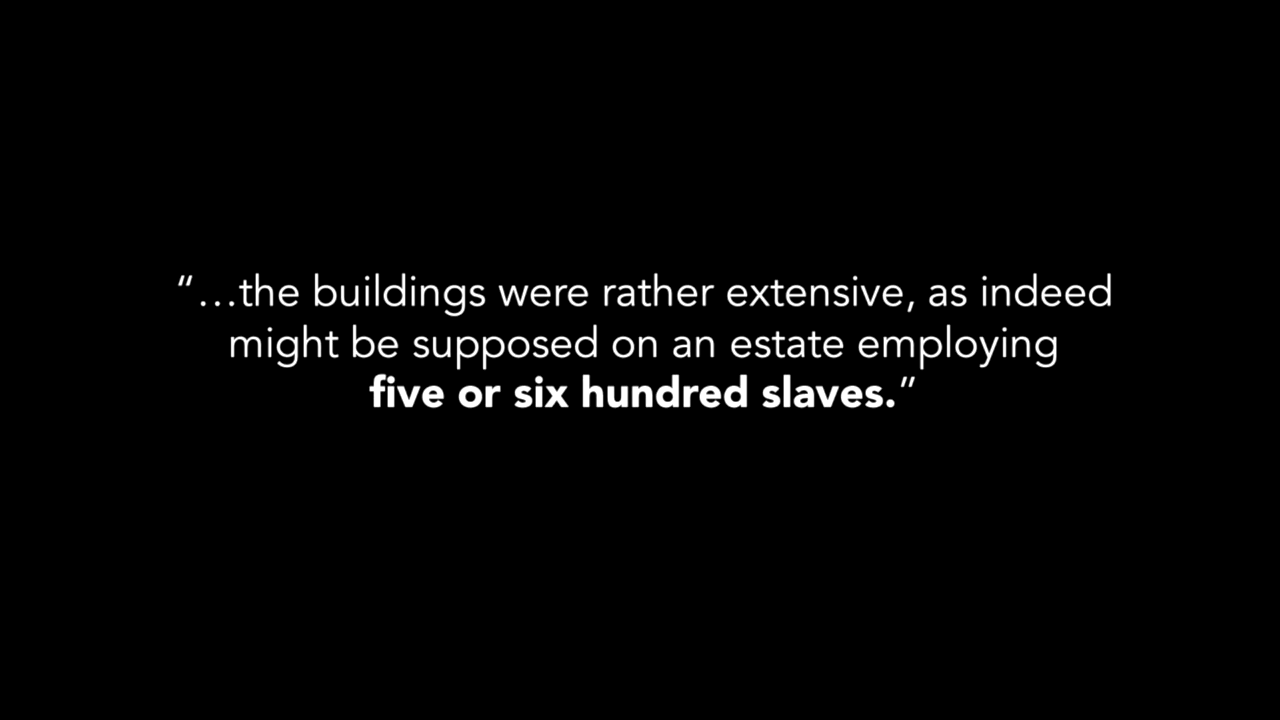 “…the buildings were rather extensive, as indeed
might be supposed on an estate employing
five or six hundred slaves.”